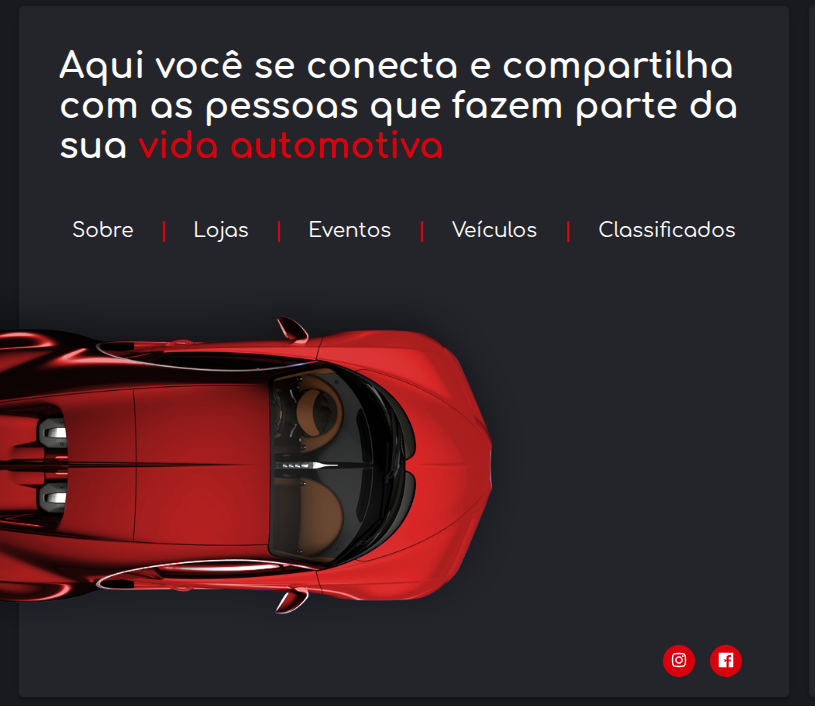 Aqui você se conecta e compartilha
com as pessoas que fazem parte da
sua vida automotiva
Sobre | Lojas | Eventos | Veículos | Classificados